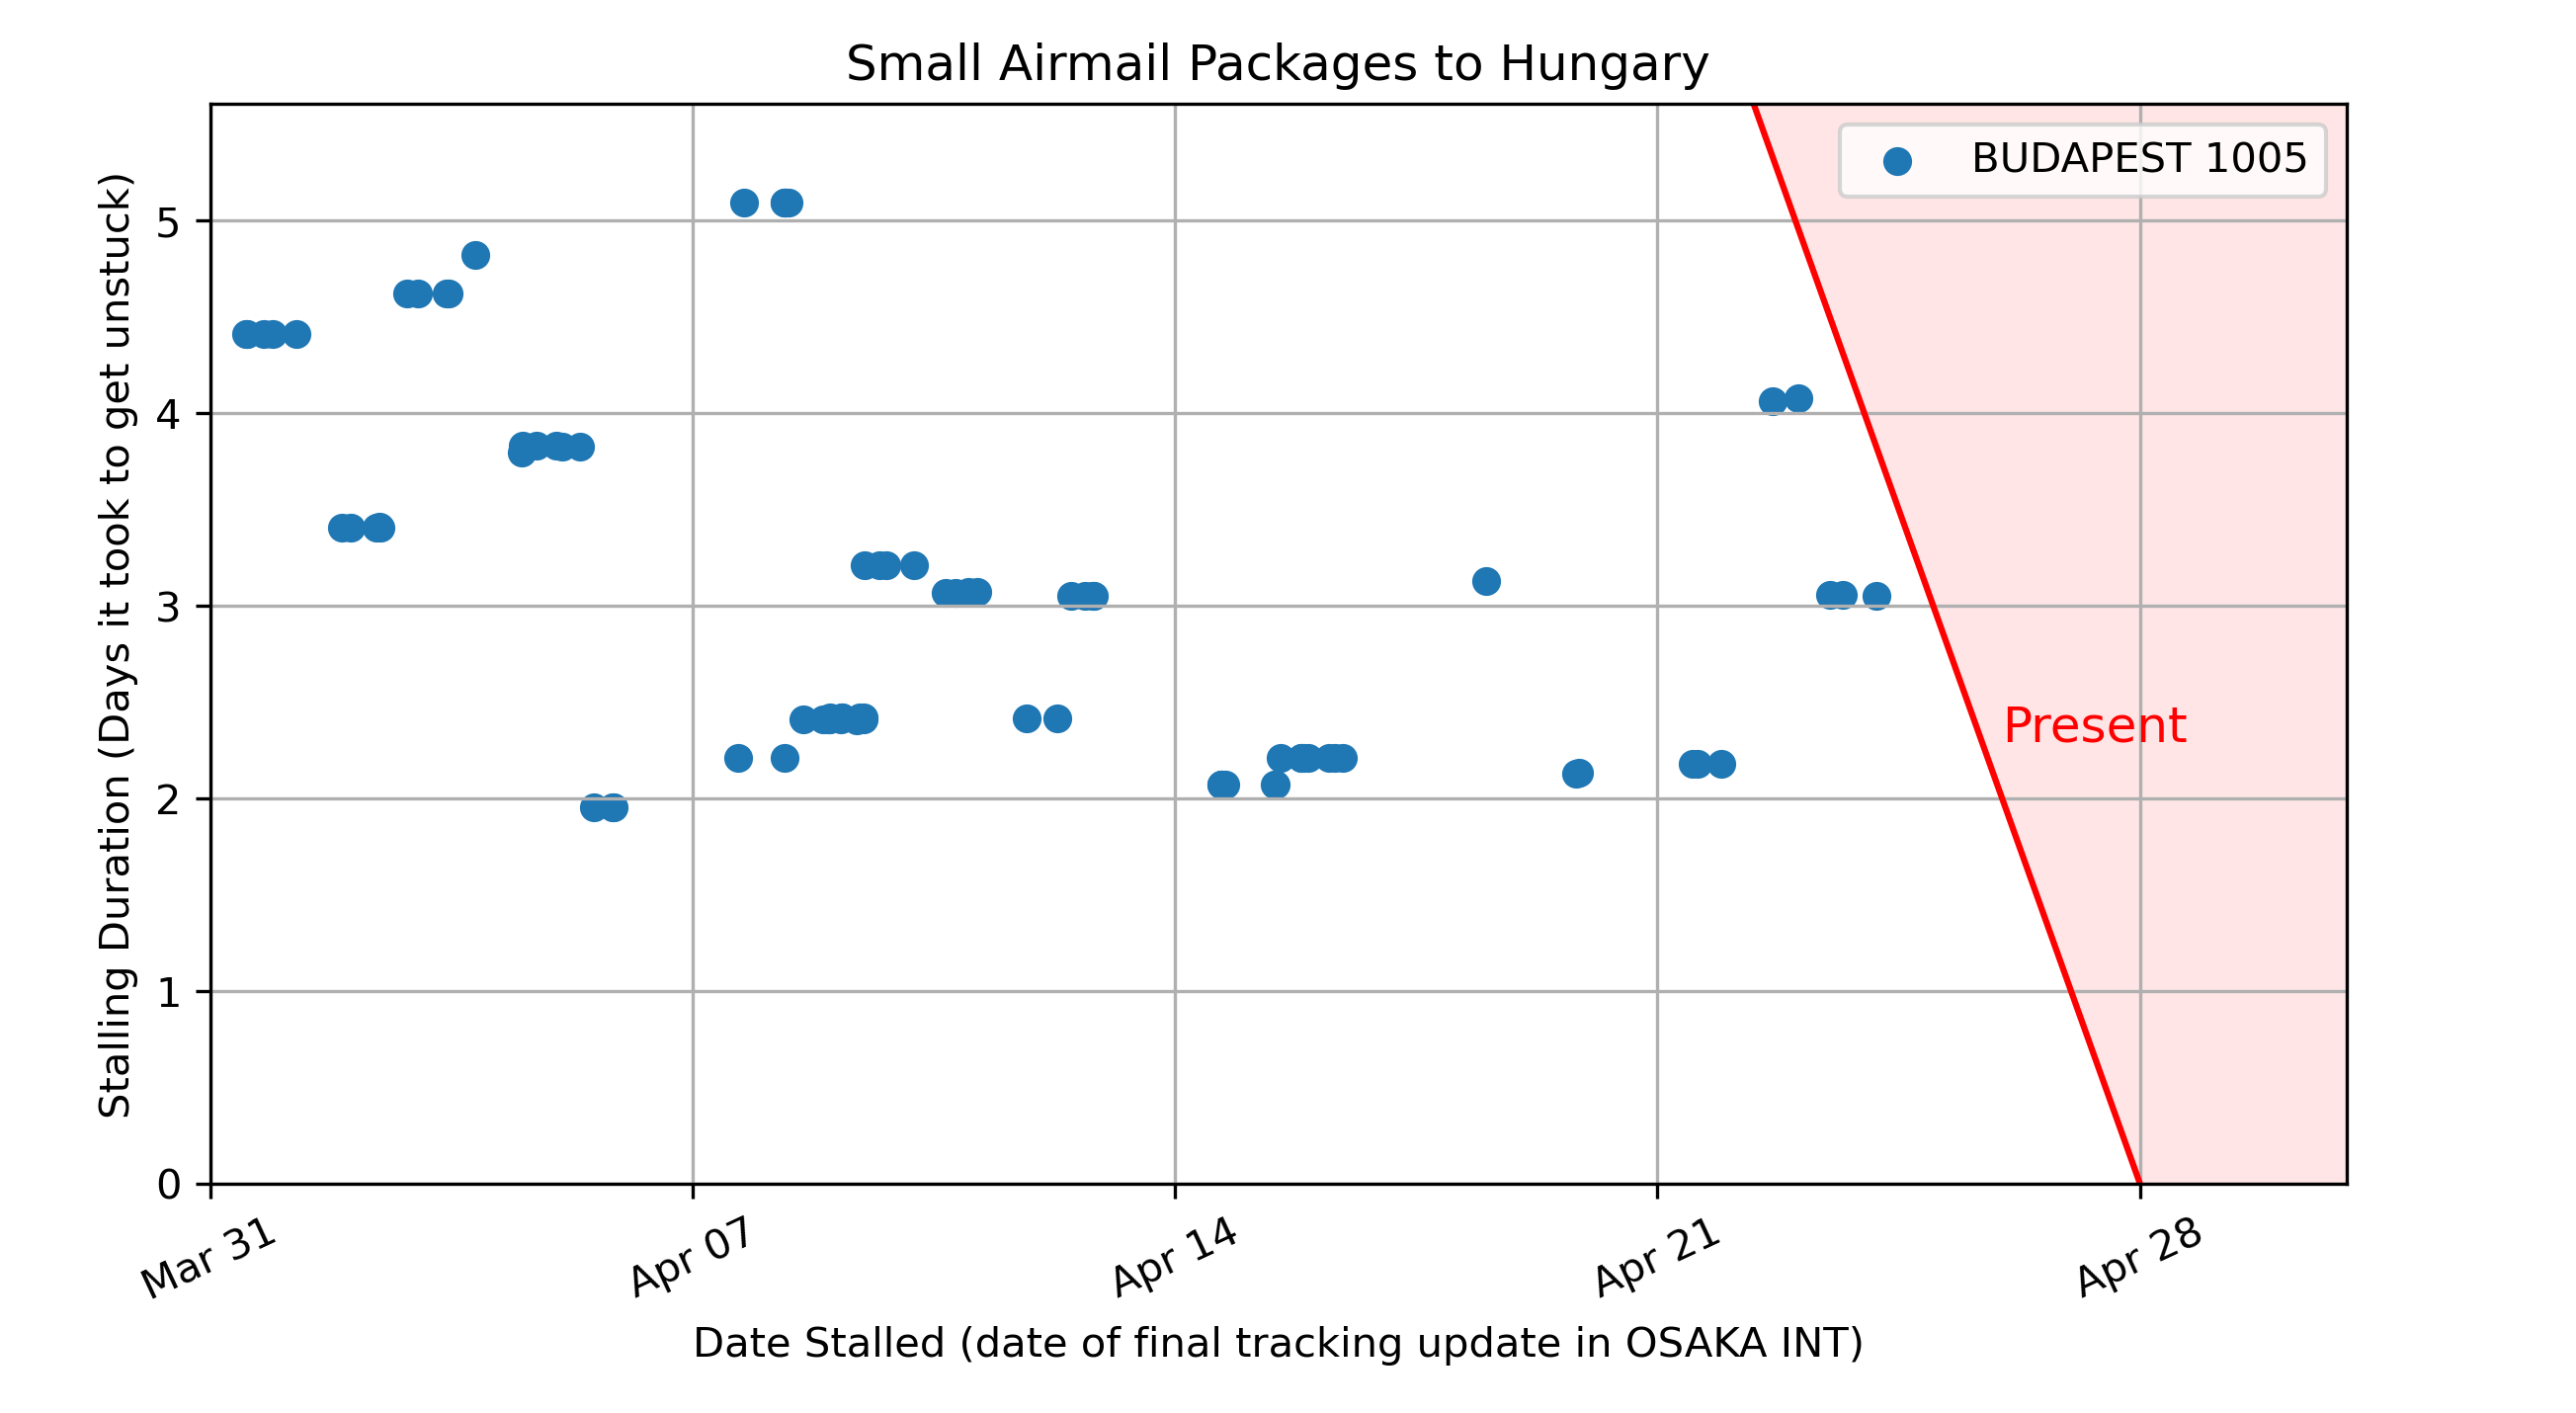 Small Airmail Packages to Hungary
BUDAPEST 1005
Stalling Duration (Days it took to get unstuck)
5
4
3
2
1
0
Present
Mar 31
Apr 07
Apr 14
Apr 21
Apr 28
Date Stalled (date of final tracking update in OSAKA INT)